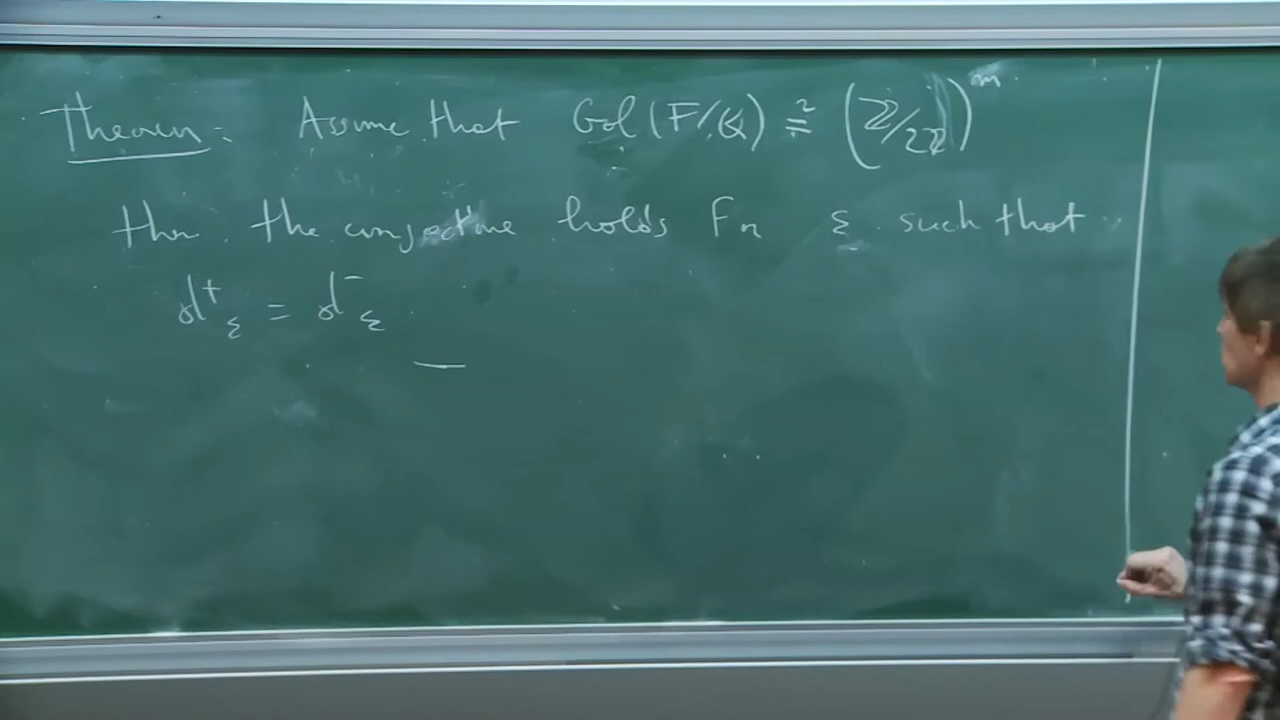 Theorem: Assume that Gal(F/Q) ≅ (Z/2Z)^m
then the conjecture holds for ε such that
d^+_ε = d^-_ε